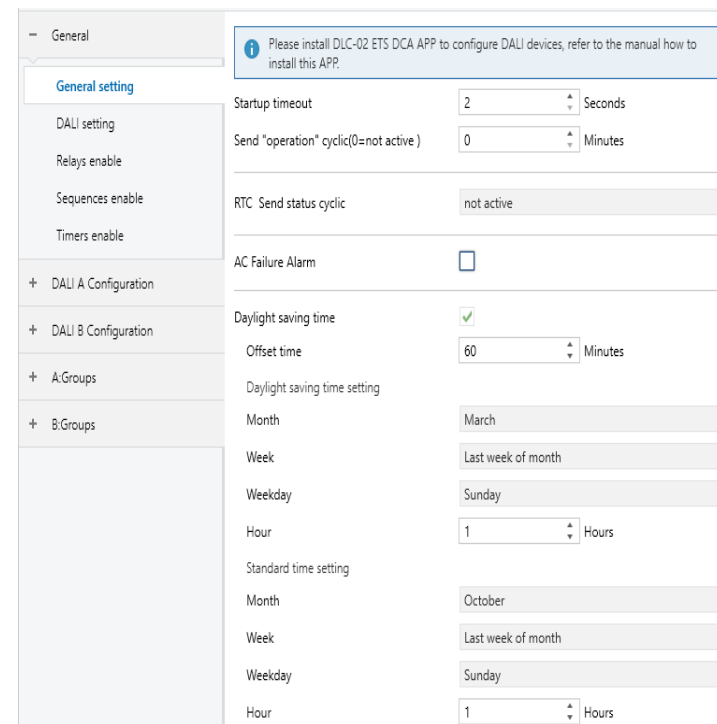 − General
General setting
DALI setting
Relays enable
Sequences enable
Timers enable
+ DALI A Configuration
+ DALI B Configuration
+ A:Groups
+ B:Groups
Please install DLC-02 ETS DCA APP to configure DALI devices, refer to the manual how to
install this APP.
Startup timeout 2 Seconds
Send "operation" cyclic(0=not active ) 0 Minutes
RTC Send status cyclic not active
AC Failure Alarm
Daylight saving time
Offset time 60 Minutes
Daylight saving time setting
Month March
Week Last week of month
Weekday Sunday
Hour 1 Hours
Standard time setting
Month October
Week Last week of month
Weekday Sunday
Hour 1 Hours